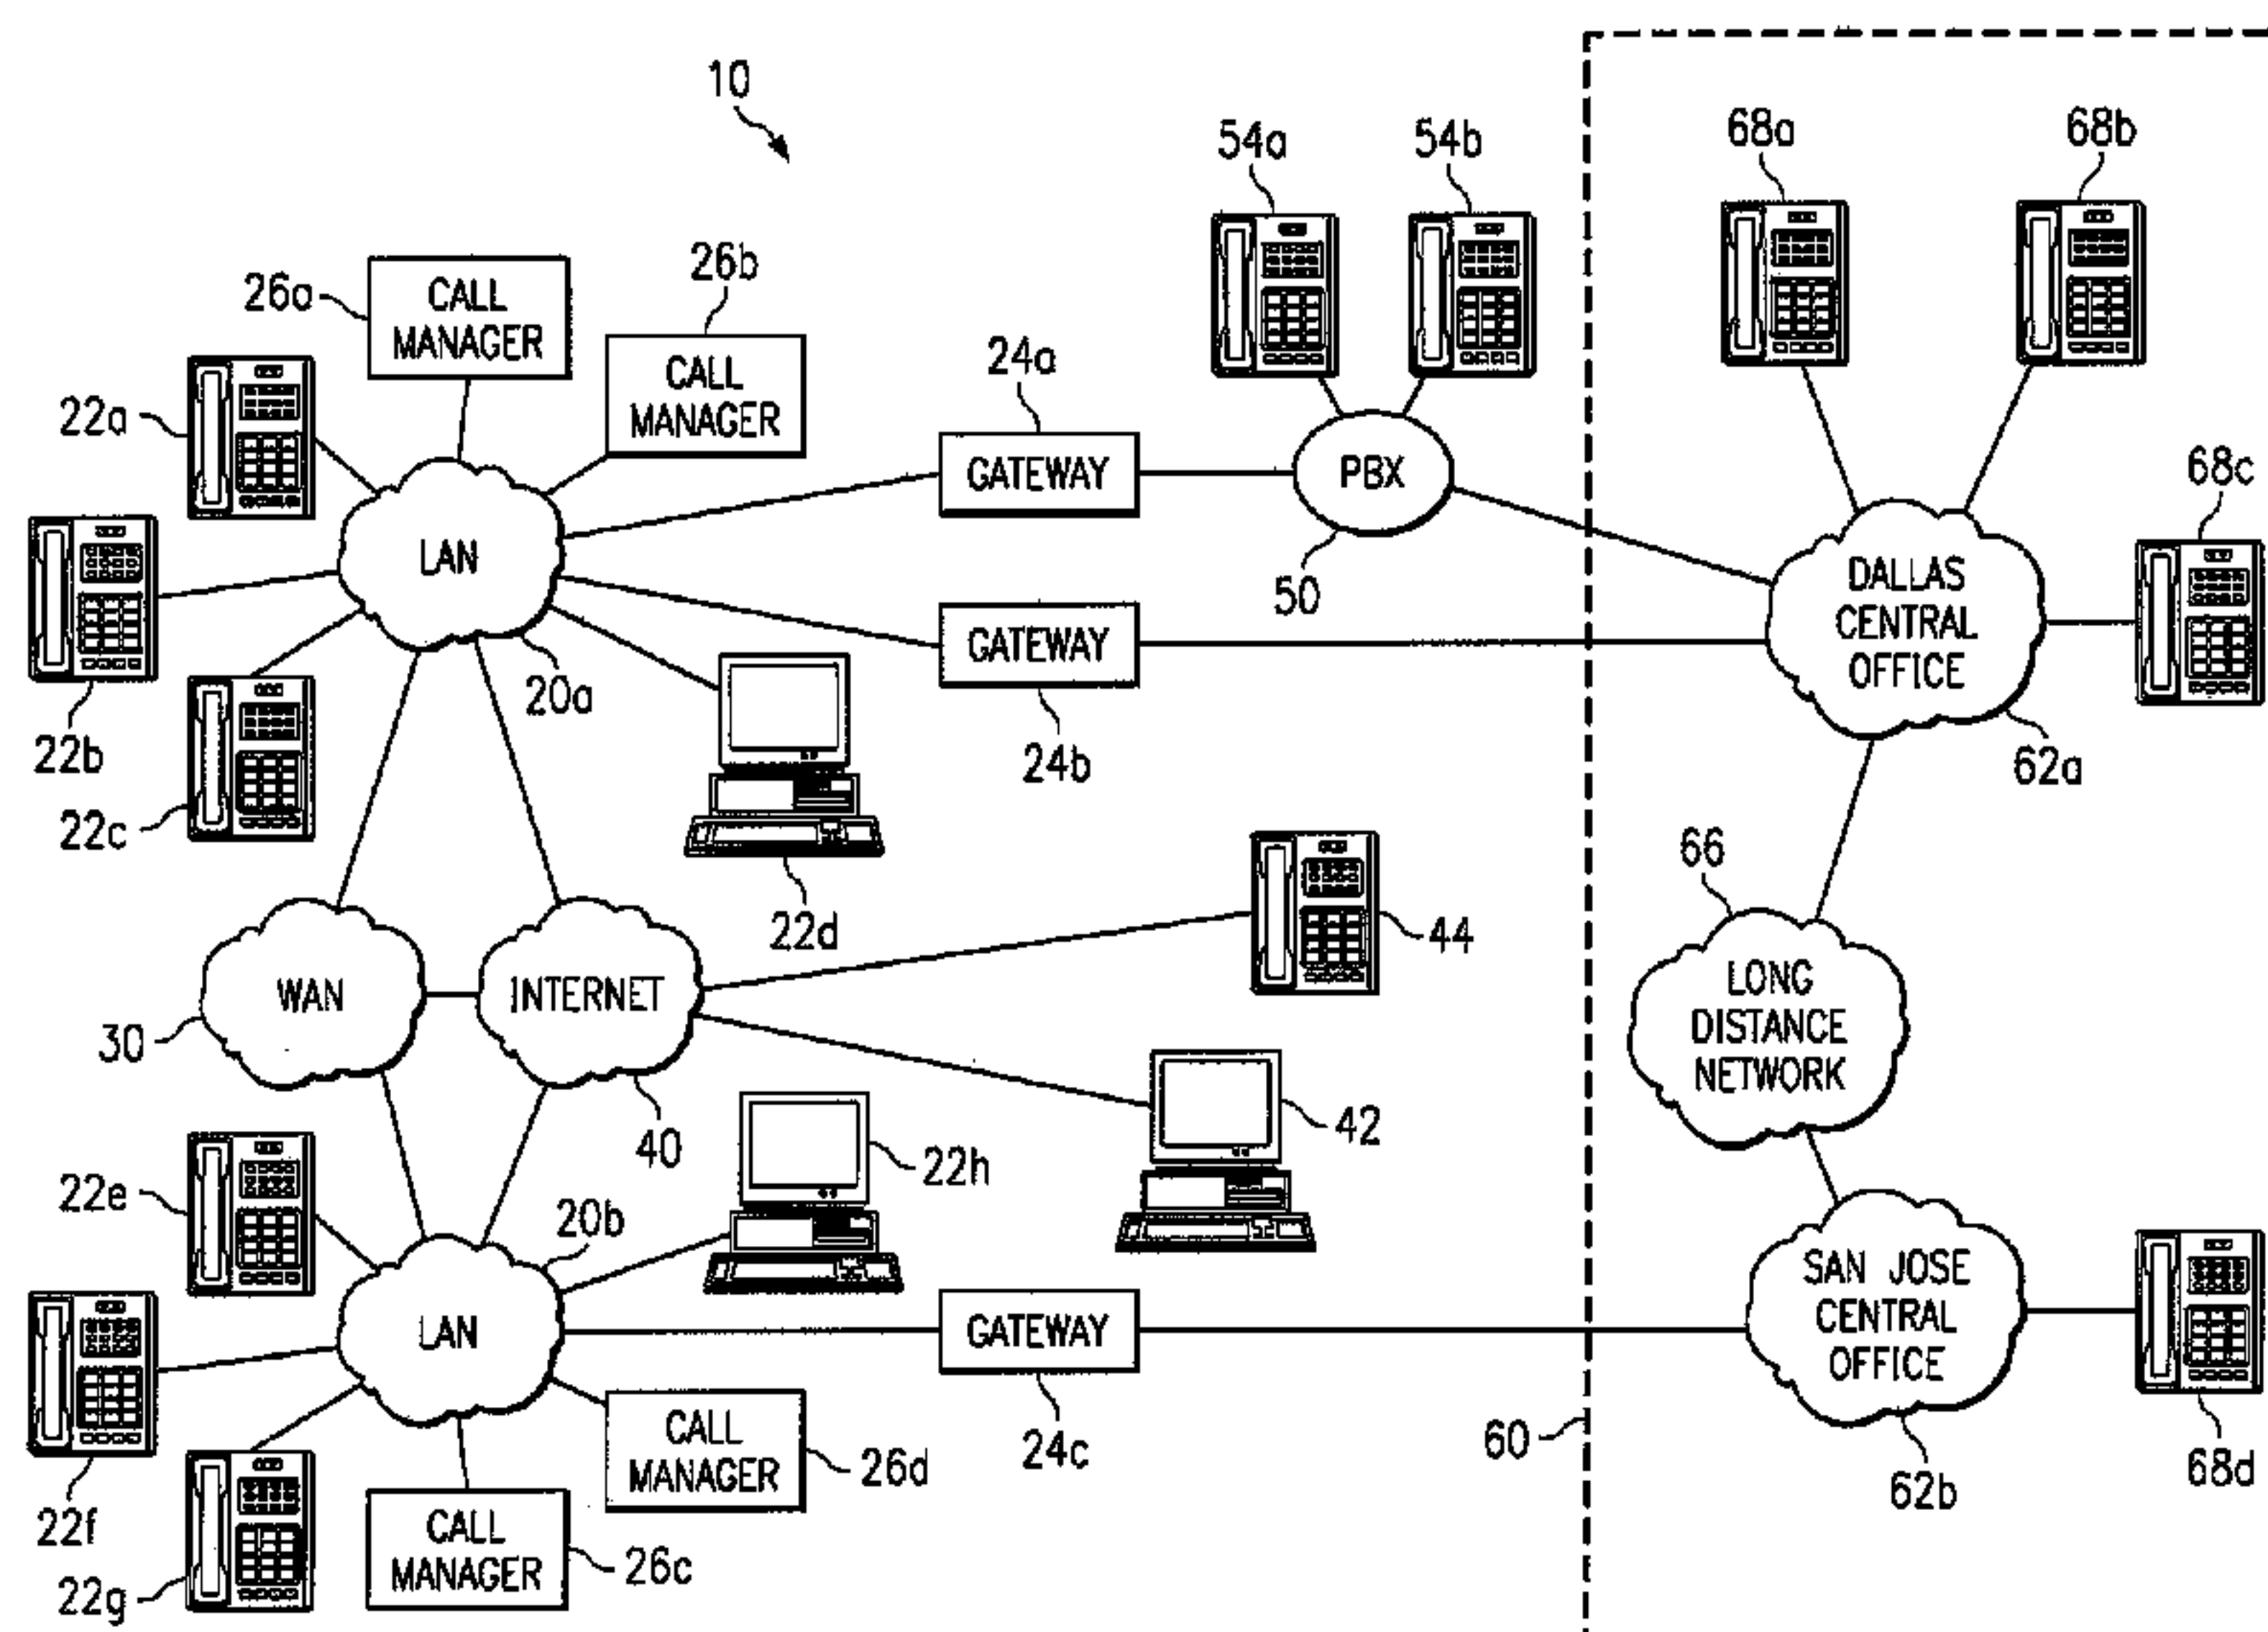 10
54a
54b
68a
68b
26a
CALL
MANAGER
26b
CALL
MANAGER
24a
22a
GATEWAY
PBX
68c
LAN
50
DALLAS
CENTRAL
OFFICE
GATEWAY
20a
22b
24b
62a
22c
66
22d
44
WAN
INTERNET
LONG
DISTANCE
NETWORK
30
40
42
22h
22e
20b
LAN
GATEWAY
SAN JOSE
CENTRAL
OFFICE
CALL
MANAGER
26d
24c
60
62b
68d
22f
CALL
MANAGER
26c
22g